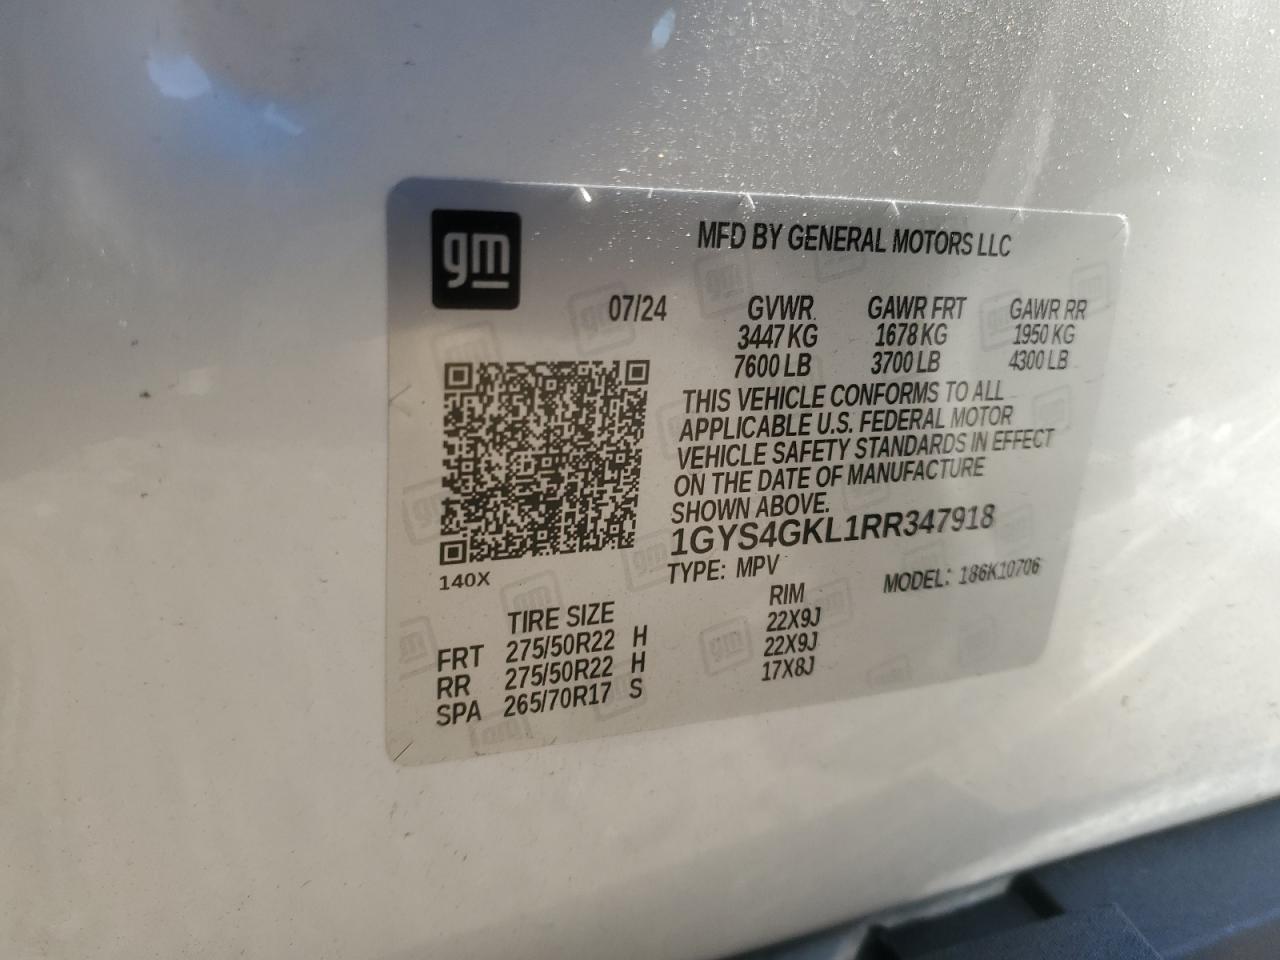 gm
MFD BY GENERAL MOTORS LLC
07/24 GVWR GAWR FRT GAWR RR
3447 KG 1678 KG 1950 KG
7600 LB 3700 LB 4300 LB
THIS VEHICLE CONFORMS TO ALL
APPLICABLE U.S. FEDERAL MOTOR
VEHICLE SAFETY STANDARDS IN EFFECT
ON THE DATE OF MANUFACTURE
SHOWN ABOVE.
1GYS4GKL1RR347918
140X
TYPE: MPV MODEL: 186K10706
TIRE SIZE RIM
FRT 275/50R22 H 22X9J
RR 275/50R22 H 22X9J
SPA 265/70R17 S 17X8J